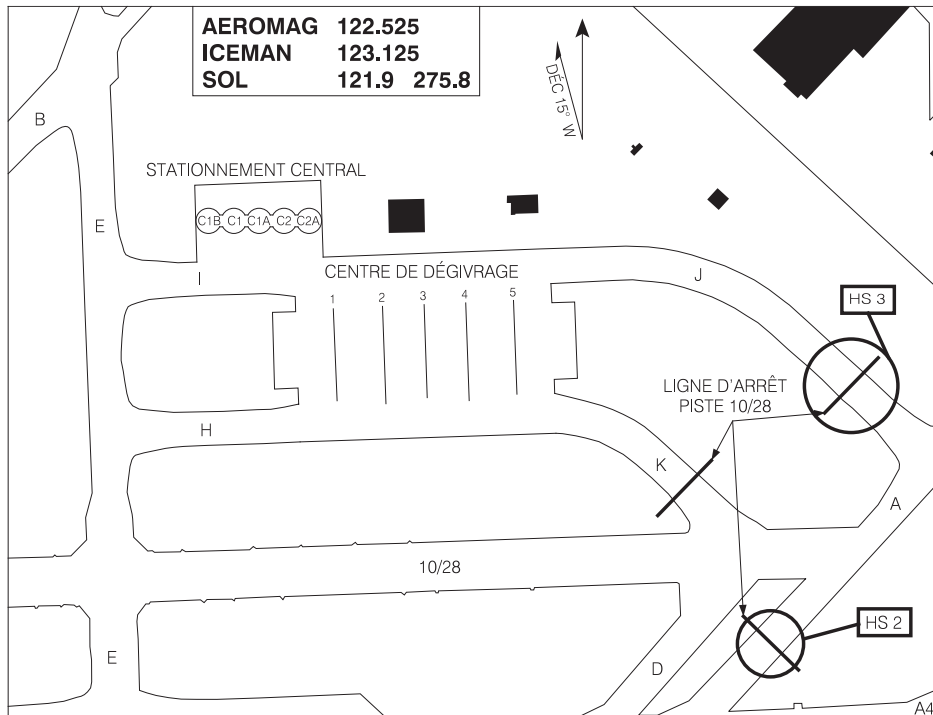 AEROMAG 122.525
ICEMAN 123.125
SOL 121.9 275.8
DÉC 15° W
B
STATIONNEMENT CENTRAL
C1B C1 C1A C2 C2A
E
I
CENTRE DE DÉGIVRAGE
J
1 2 3 4 5
HS 3
LIGNE D'ARRÊT
PISTE 10/28
H
K
A
10/28
HS 2
E
D
A4